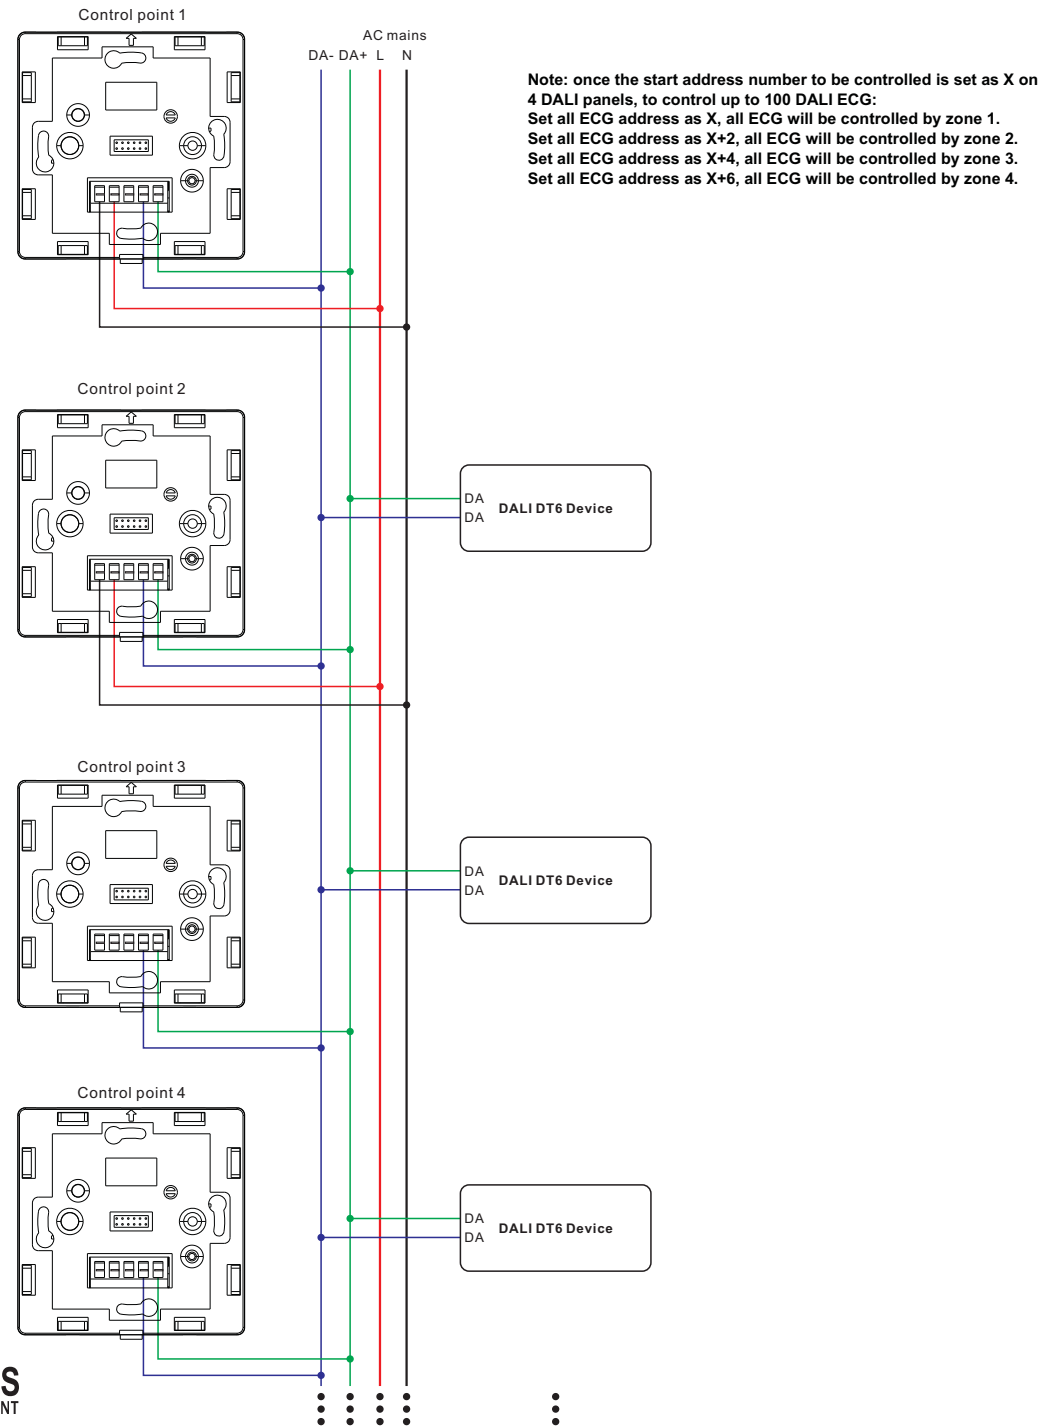 Control point 1
AC mains
DA- DA+ L N
Note: once the start address number to be controlled is set as X on
4 DALI panels, to control up to 100 DALI ECG:
Set all ECG address as X, all ECG will be controlled by zone 1.
Set all ECG address as X+2, all ECG will be controlled by zone 2.
Set all ECG address as X+4, all ECG will be controlled by zone 3.
Set all ECG address as X+6, all ECG will be controlled by zone 4.
Control point 2
DA
DA
DALI DT6 Device
Control point 3
DA
DA
DALI DT6 Device
Control point 4
DA
DA
DALI DT6 Device
S
NT